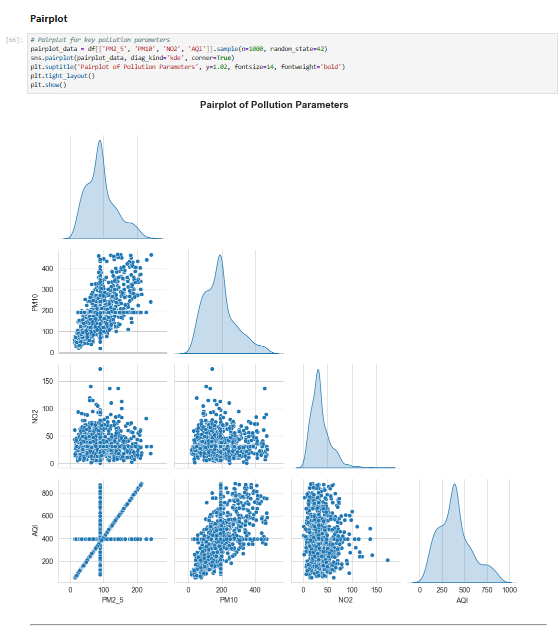 Pairplot
[56]:
# Pairplot for key pollution parameters
pairplot_data = df[['PM2_5', 'PM10', 'NO2', 'AQI']].sample(n=1000, random_state=42)
sns.pairplot(pairplot_data, diag_kind='kde', corner=True)
plt.suptitle('Pairplot of Pollution Parameters', y=1.02, fontsize=14, fontweight='bold')
plt.tight_layout()
plt.show()
Pairplot of Pollution Parameters
400
300
200
100
0
PM10
150
100
50
0
NO2
800
600
400
200
AQI
0 100 200
PM2_5
0 200 400
PM10
0 50 100 150
NO2
0 250 500 750 1000
AQI